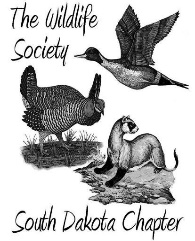 The Wildlife
Society
South Dakota Chapter